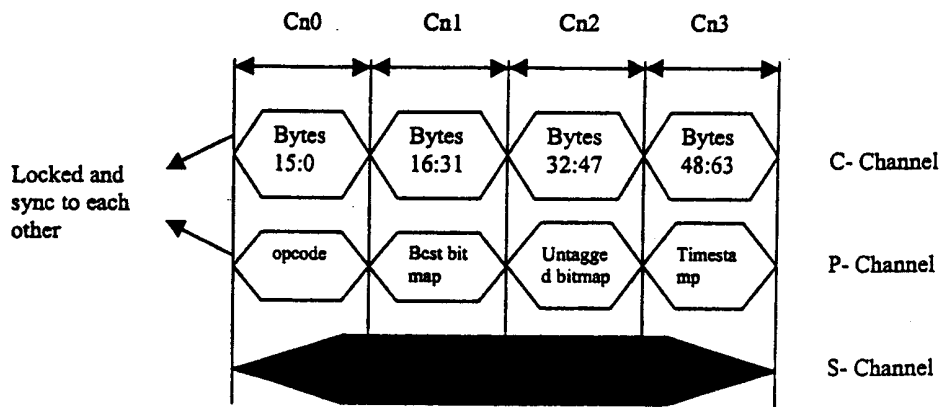 Cn0 Cn1 Cn2 Cn3
Bytes
15:0
Bytes
16:31
Bytes
32:47
Bytes
48:63
C- Channel
Locked and
sync to each
other
opcode
Bcst bit
map
Untagge
d bitmap
Timesta
mp
P- Channel
S- Channel